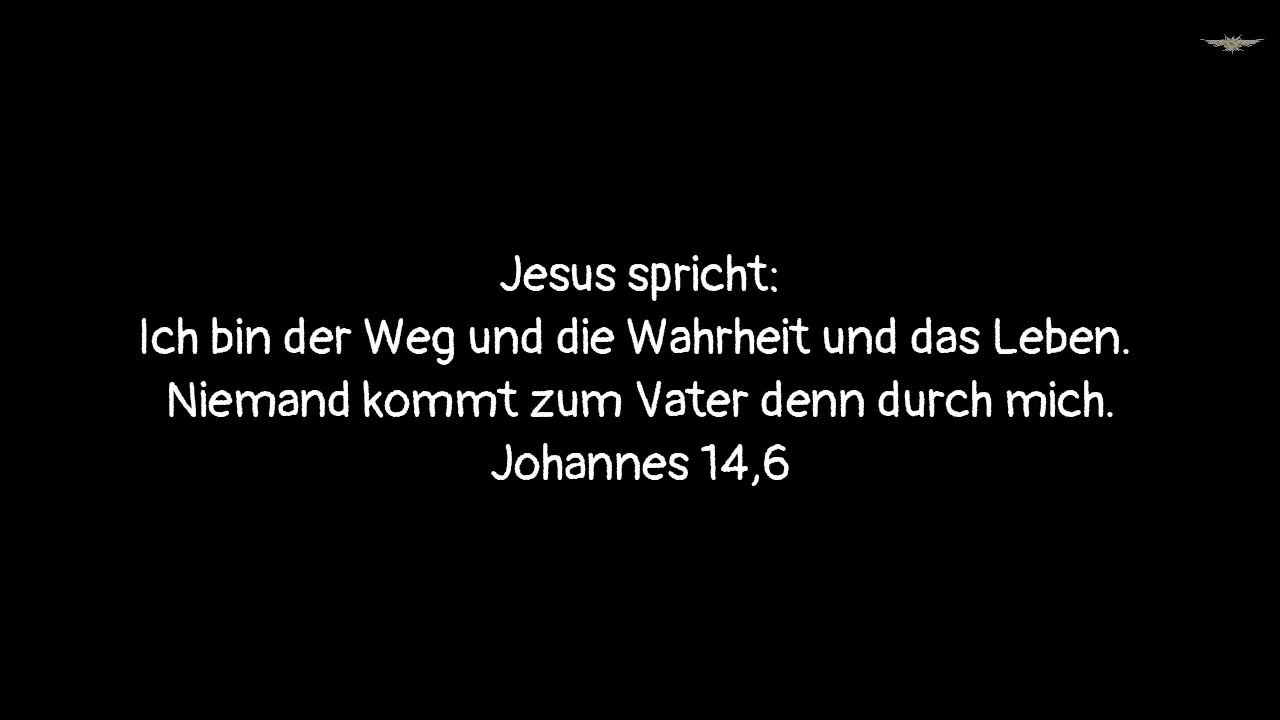 Jesus spricht:
Ich bin der Weg und die Wahrheit und das Leben.
Niemand kommt zum Vater denn durch mich.
Johannes 14,6